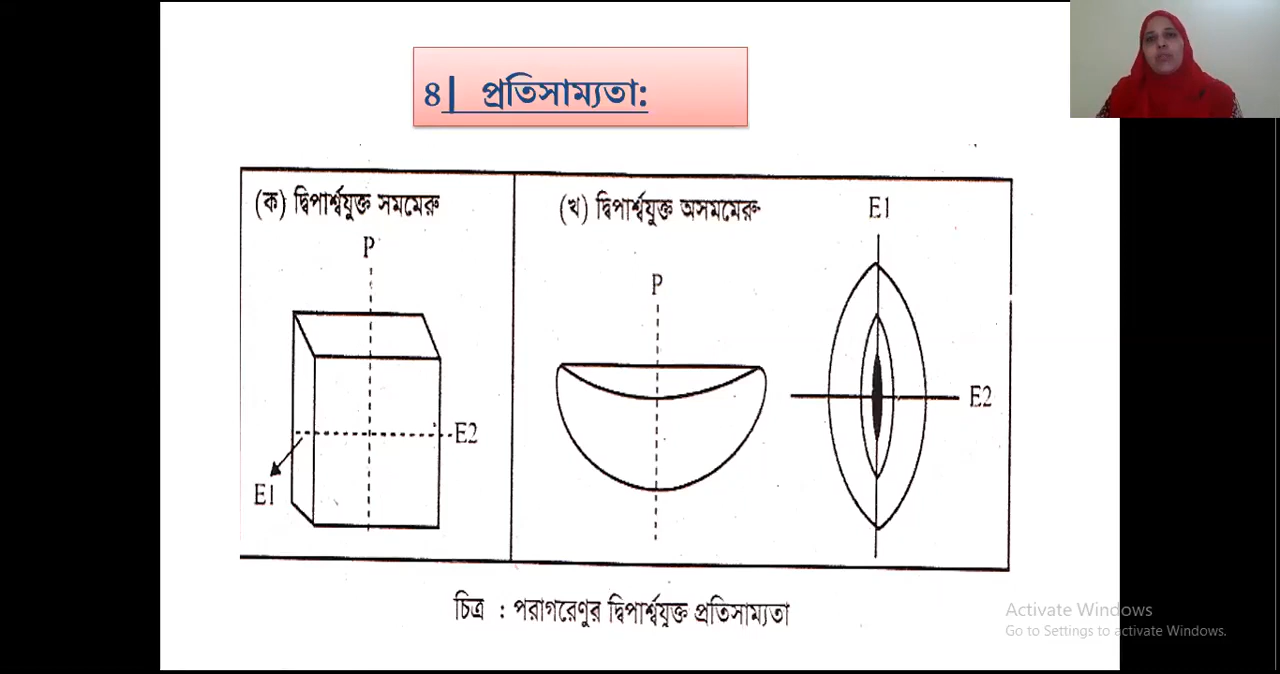 8| প্রতিসাম্যতা:
(ক) দ্বিপার্শ্বযুক্ত সমমেরু
P
E2
E1
(খ) দ্বিপার্শ্বযুক্ত অসমমেরু
P
E1
E2
চিত্র : পরাগরেণুর দ্বিপার্শ্বযুক্ত প্রতিসাম্যতা
Activate Windows
Go to Settings to activate Windows.